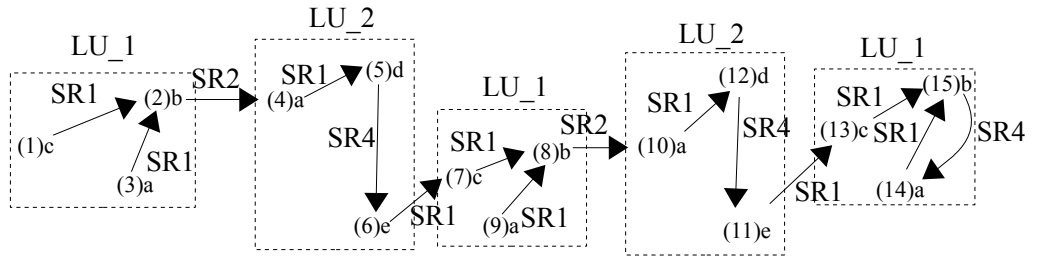 LU_1
(1)c
SR1
(2)b
(3)a
SR1
SR2
LU_2
(4)a
SR1
(5)d
SR4
(6)e
SR1
LU_1
(7)c
SR1
(8)b
(9)a
SR1
SR2
LU_2
(10)a
SR1
(12)d
SR4
(11)e
SR1
LU_1
(13)c
SR1
(15)b
SR1
(14)a
SR4